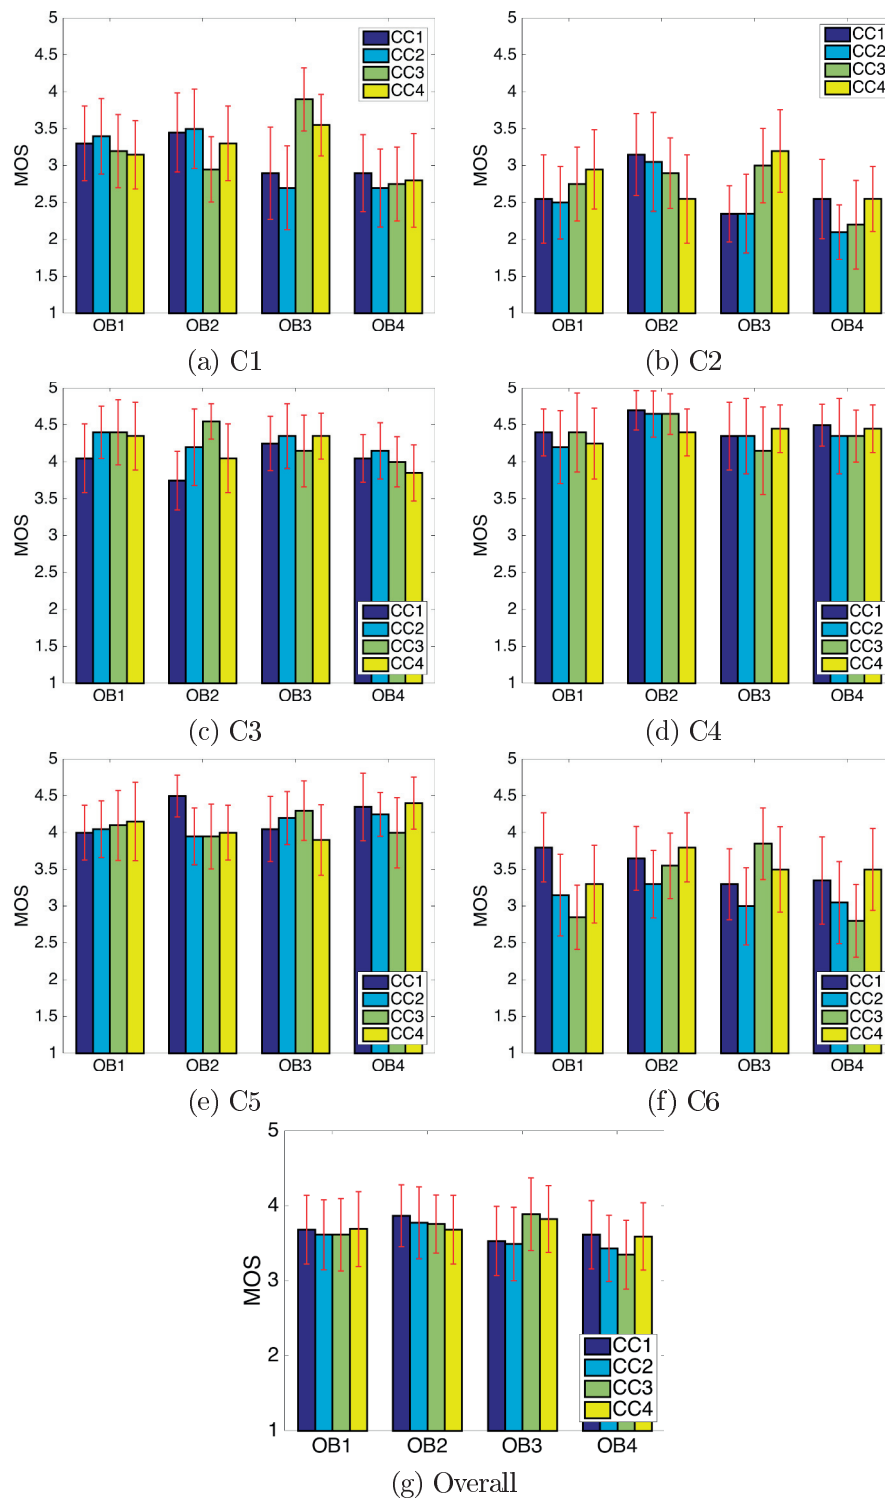 5
4.5
4
3.5
3
2.5
2
1.5
1
MOS
CC1
CC2
CC3
CC4
OB1 OB2 OB3 OB4
(a) C1
5
4.5
4
3.5
3
2.5
2
1.5
1
MOS
CC1
CC2
CC3
CC4
OB1 OB2 OB3 OB4
(b) C2
5
4.5
4
3.5
3
2.5
2
1.5
1
MOS
CC1
CC2
CC3
CC4
OB1 OB2 OB3 OB4
(c) C3
5
4.5
4
3.5
3
2.5
2
1.5
1
MOS
CC1
CC2
CC3
CC4
OB1 OB2 OB3 OB4
(d) C4
5
4.5
4
3.5
3
2.5
2
1.5
1
MOS
CC1
CC2
CC3
CC4
OB1 OB2 OB3 OB4
(e) C5
5
4.5
4
3.5
3
2.5
2
1.5
1
MOS
CC1
CC2
CC3
CC4
OB1 OB2 OB3 OB4
(f) C6
5
4
3
2
1
MOS
CC1
CC2
CC3
CC4
OB1 OB2 OB3 OB4
(g) Overall